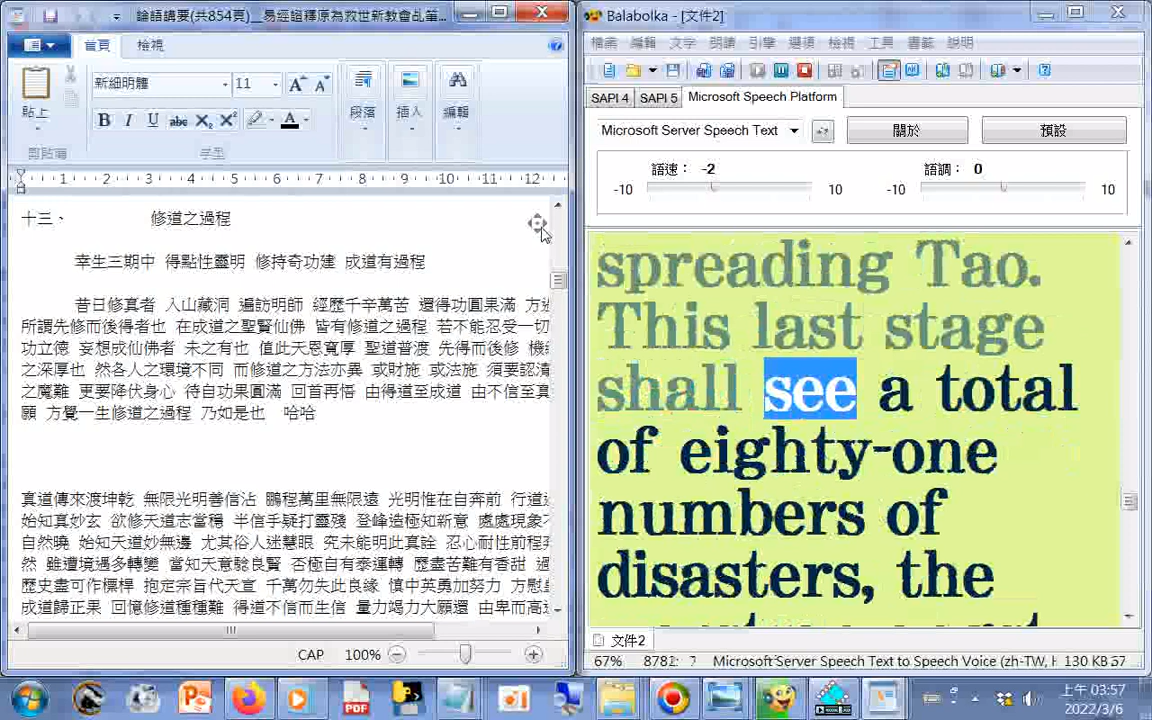 論語講要(共854頁)__易經證釋原為救世新教會乩筆...
首頁 檢視
新細明體 11
貼上
段落
插入
編輯
剪貼簿 字型
1 2 3 4 5 6 7 8 9 10 11 12
十三、 修道之過程
幸生三期中 得點性靈明 修持奇功建 成道有過程
昔日修真者 入山藏洞 遍訪明師 經歷千辛萬苦 還得功圓果滿 方
所謂先修而後得者也 在成道之聖賢仙佛 皆有修道之過程 若不能忍受一切
功立德 妄想成仙佛者 未之有也 值此天恩寬厚 聖道普渡 先得而後修 機
之深厚也 然各人之環境不同 而修道之方法亦異 或財施 或法施 須要認清
之魔難 更要降伏身心 待自功果圓滿 回首再悟 由得道至成道 由不信至真
願 方覺一生修道之過程 乃如是也 哈哈
真道傳來渡坤乾 無限光明善信沾 鵬程萬里無限遠 光明惟在自奔前 行道
始知真妙玄 欲修天道志當穩 半信乎疑打靈殘 登峰造極知新意 處處現象
自然曉 始知天道妙無邊 尤其俗人迷慧眼 究未能明此真詮 忍心耐性前程
然 雖遭境遇多轉變 當知天意驗良賢 否極自有泰運轉 歷盡苦難有香甜
歷史盡可作標桿 抱定宗旨代天宣 千萬勿失此良緣 慎中英勇加努力 方慰
成道歸正果 回憶修道種種難 得道不信而生信 量力竭力大願還 由卑而高
CAP 100%
Balabolka - [文件2]
檔案 編輯 文字 朗讀 引擎 選項 檢視 工具 書籤 說明
SAPI 4 SAPI 5 Microsoft Speech Platform
Microsoft Server Speech Text 關於 預設
語速： -2 語調： 0
-10 10 -10 10
spreading Tao.
This last stage
shall see a total
of eighty-one
numbers of
disasters, the
文件2
67% 8782: ? Microsoft Server Speech Text to Speech Voice (zh-TW, H 130 KB
上午 03:57
2022/3/6